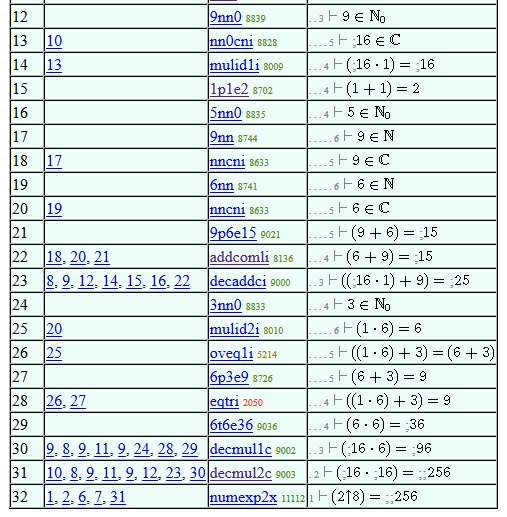 12 9nn0 8839 . . 3 ⊢ 9 ∈ ℕ₀
13 10 nn0cni 8828 . . . . 5 ⊢ ;16 ∈ ℂ
14 13 mulid1i 8009 . . . 4 ⊢ (;16 · 1) = ;16
15 1p1e2 8702 . . . 4 ⊢ (1 + 1) = 2
16 5nn0 8835 . . . 4 ⊢ 5 ∈ ℕ₀
17 9nn 8744 . . . . . 6 ⊢ 9 ∈ ℕ
18 17 nncni 8633 . . . . 5 ⊢ 9 ∈ ℂ
19 6nn 8741 . . . . . 6 ⊢ 6 ∈ ℕ
20 19 nncni 8633 . . . . 5 ⊢ 6 ∈ ℂ
21 9p6e15 9021 . . . . 5 ⊢ (9 + 6) = ;15
22 18, 20, 21 addcomli 8136 . . . 4 ⊢ (6 + 9) = ;15
23 8, 9, 12, 14, 15, 16, 22 decaddci 9000 . . 3 ⊢ ((;16 · 1) + 9) = ;25
24 3nn0 8833 . . . 4 ⊢ 3 ∈ ℕ₀
25 20 mulid2i 8010 . . . . . 6 ⊢ (1 · 6) = 6
26 25 oveq1i 5214 . . . . 5 ⊢ ((1 · 6) + 3) = (6 + 3)
27 6p3e9 8726 . . . . 5 ⊢ (6 + 3) = 9
28 26, 27 eqtri 2050 . . . 4 ⊢ ((1 · 6) + 3) = 9
29 6t6e36 9036 . . . 4 ⊢ (6 · 6) = ;36
30 9, 8, 9, 11, 9, 24, 28, 29 decmul1c 9002 . . 3 ⊢ (;16 · 6) = ;96
31 10, 8, 9, 11, 9, 12, 23, 30 decmul2c 9003 . 2 ⊢ (;16 · ;16) = ;;256
32 1, 2, 6, 7, 31 numexp2x 11112 1 ⊢ (2↑8) = ;;256